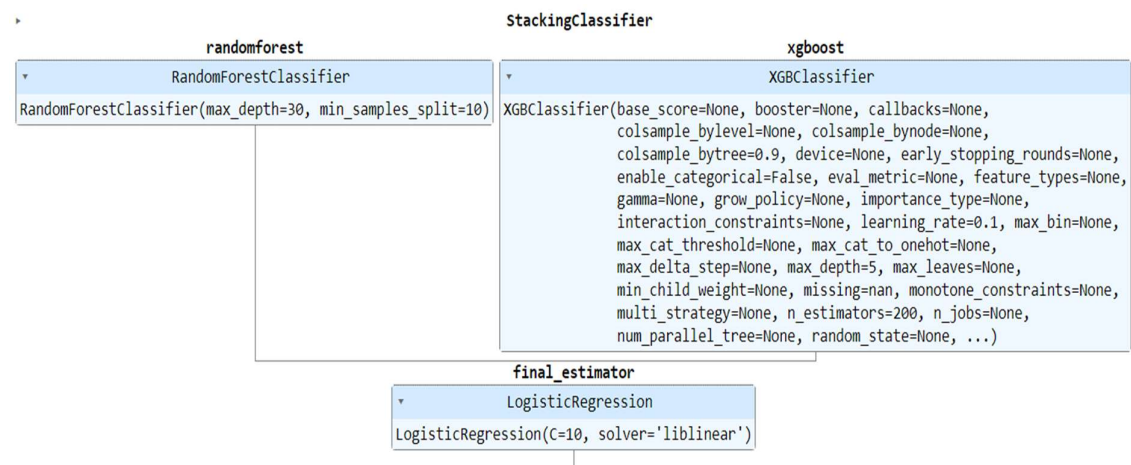 StackingClassifier
randomforest
RandomForestClassifier
RandomForestClassifier(max_depth=30, min_samples_split=10)
xgboost
XGBClassifier
XGBClassifier(base_score=None, booster=None, callbacks=None,
colsample_bylevel=None, colsample_bynode=None,
colsample_bytree=0.9, device=None, early_stopping_rounds=None,
enable_categorical=False, eval_metric=None, feature_types=None,
gamma=None, grow_policy=None, importance_type=None,
interaction_constraints=None, learning_rate=0.1, max_bin=None,
max_cat_threshold=None, max_cat_to_onehot=None,
max_delta_step=None, max_depth=5, max_leaves=None,
min_child_weight=None, missing=nan, monotone_constraints=None,
multi_strategy=None, n_estimators=200, n_jobs=None,
num_parallel_tree=None, random_state=None, ...)
final_estimator
LogisticRegression
LogisticRegression(C=10, solver='liblinear')